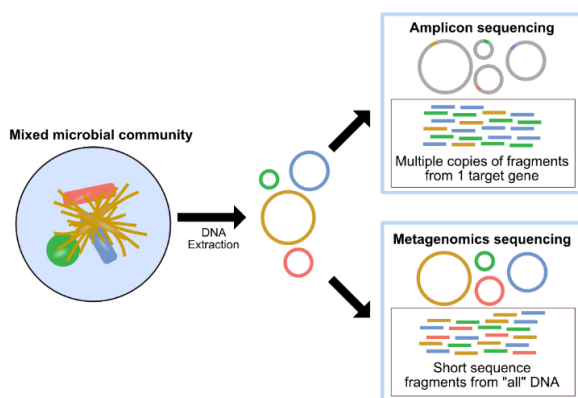 Mixed microbial community
DNA
Extraction
Amplicon sequencing
Multiple copies of fragments
from 1 target gene
Metagenomics sequencing
Short sequence
fragments from "all" DNA